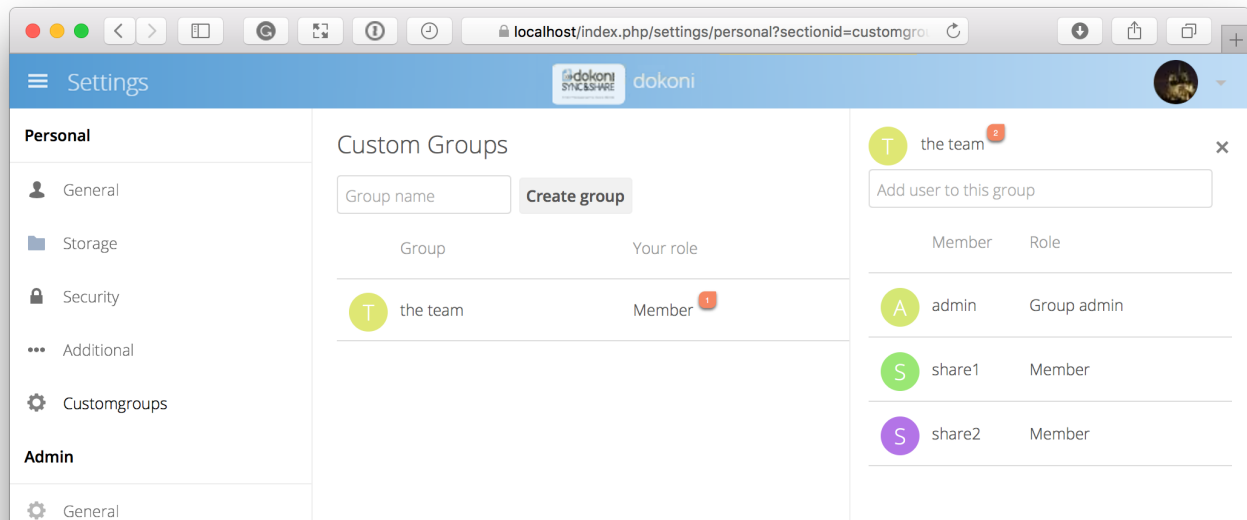 localhost/index.php/settings/personal?sectionid=customgro
Settings
dokoni
SYNC&SHARE
dokoni
Personal
General
Storage
Security
Additional
Customgroups
Admin
General
Custom Groups
Group name
Create group
Group
Your role
T
the team
Member
1
T
the team
2
Add user to this group
Member
Role
A
admin
Group admin
S
share1
Member
S
share2
Member